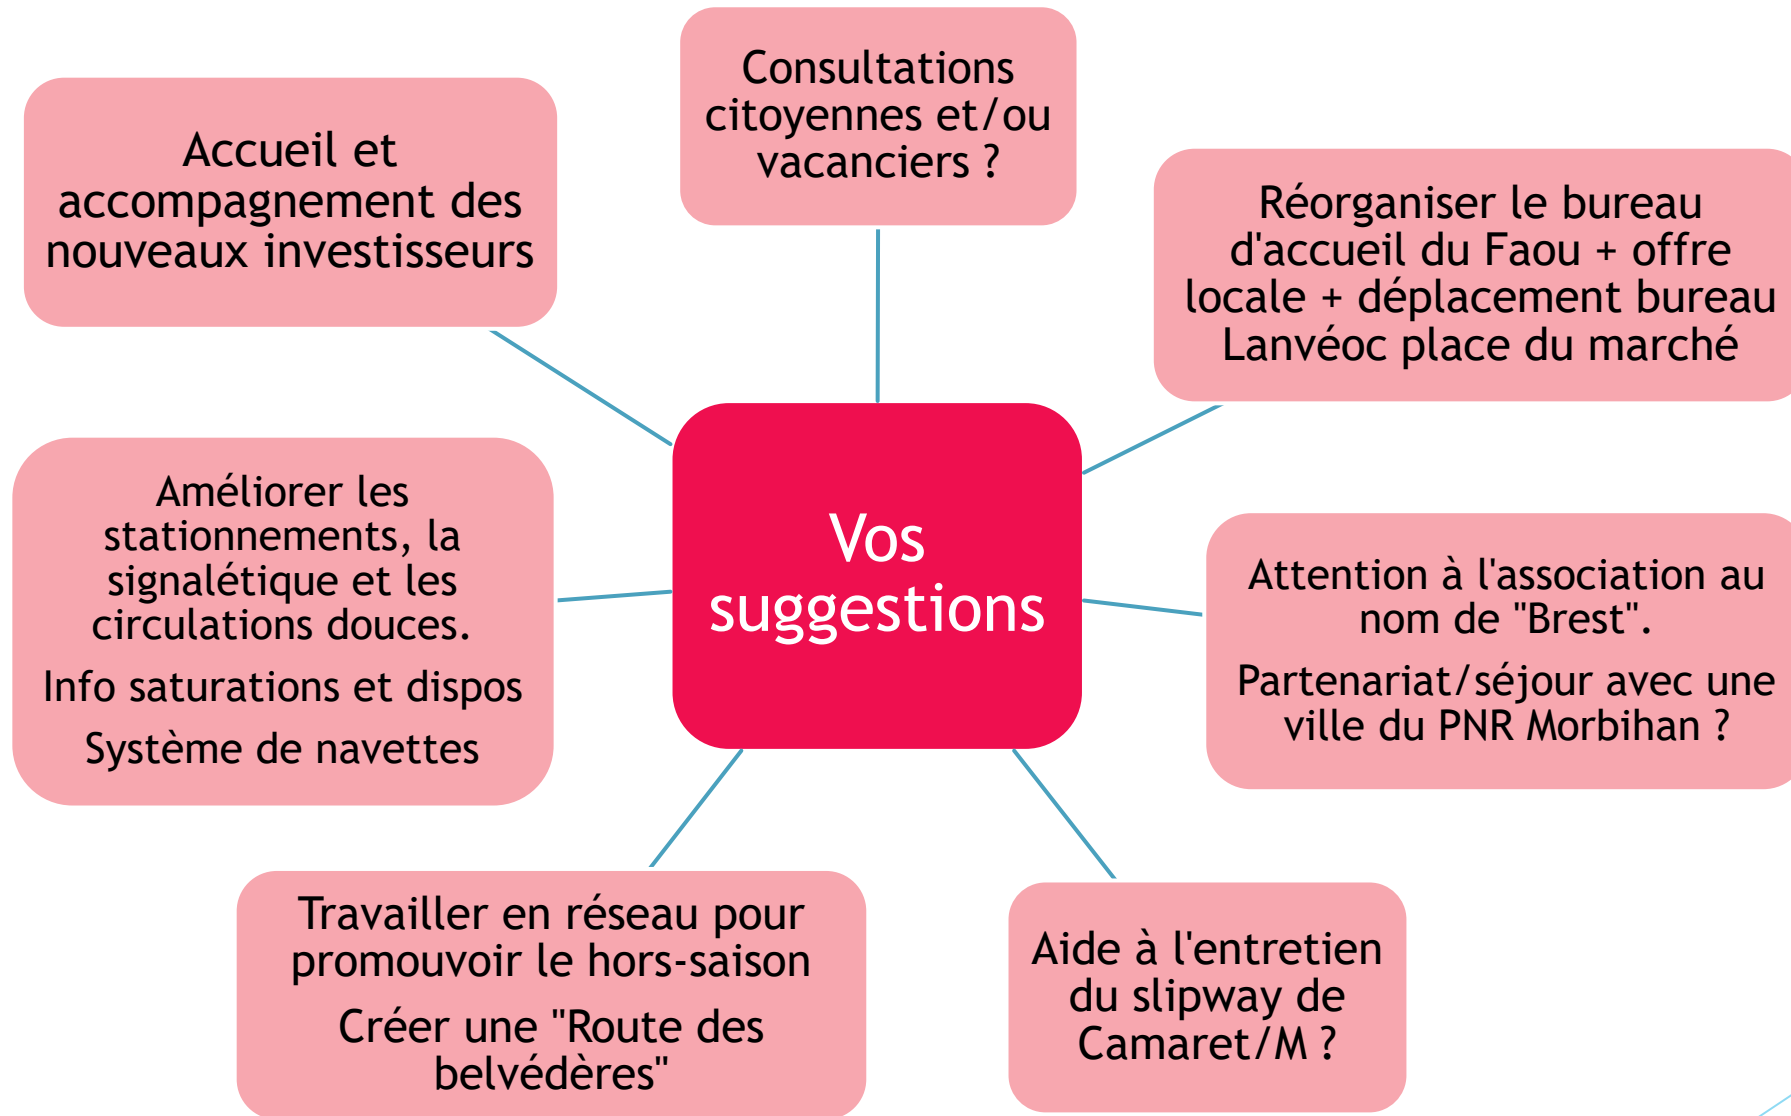 Consultations
citoyennes et/ou
vacanciers ?
Accueil et
accompagnement des
nouveaux investisseurs
Réorganiser le bureau
d'accueil du Faou + offre
locale + déplacement bureau
Lanvéoc place du marché
Améliorer les
stationnements, la
signalétique et les
circulations douces.
Info saturations et dispos
Système de navettes
Vos
suggestions
Attention à l'association au
nom de "Brest".
Partenariat/séjour avec une
ville du PNR Morbihan ?
Travailler en réseau pour
promouvoir le hors-saison
Créer une "Route des
belvédères"
Aide à l'entretien
du slipway de
Camaret/M ?